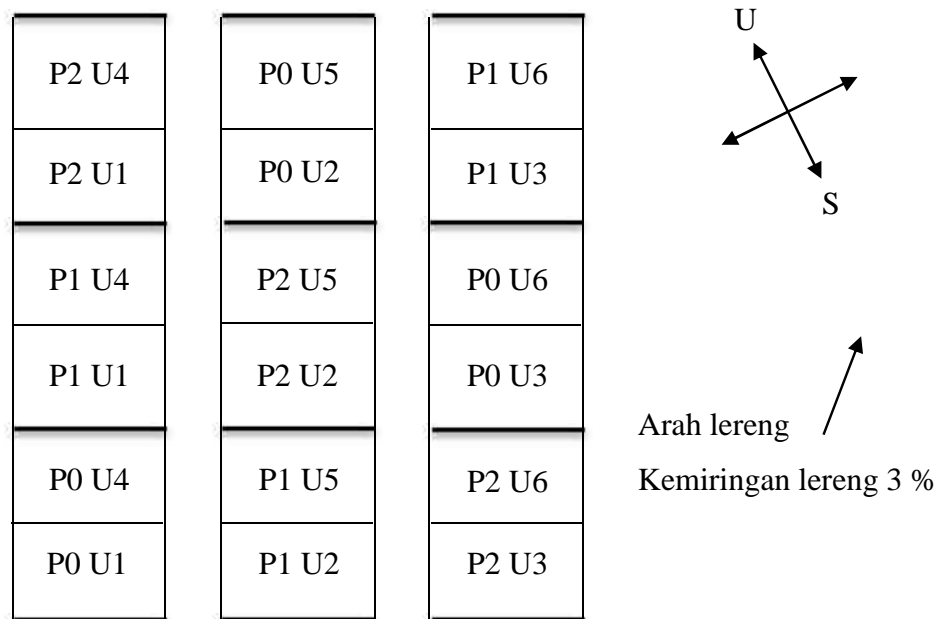 P2 U4 P0 U5 P1 U6
P2 U1 P0 U2 P1 U3
P1 U4 P2 U5 P0 U6
P1 U1 P2 U2 P0 U3
P0 U4 P1 U5 P2 U6
P0 U1 P1 U2 P2 U3
U
S
Arah lereng
Kemiringan lereng 3 %